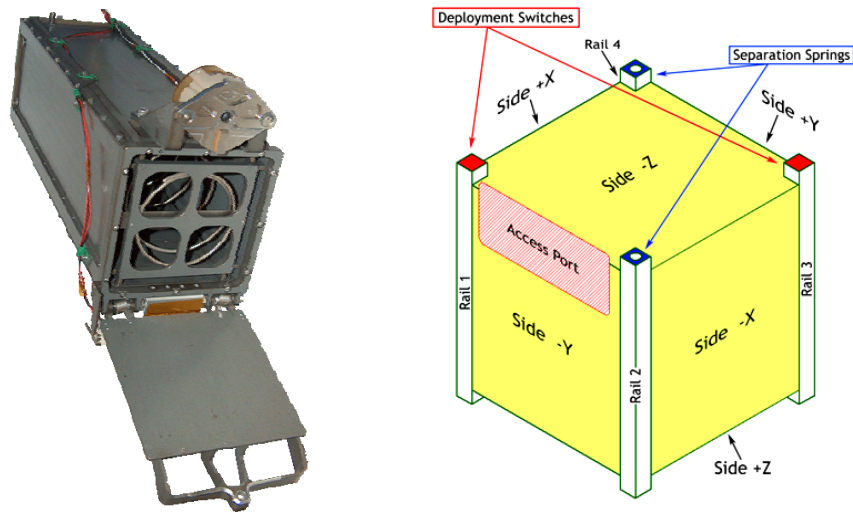 Deployment Switches
Rail 4
Separation Springs
Side +X
Side +Y
Side -Z
Access Port
Rail 1
Rail 3
Side -Y
Side -X
Rail 2
Side +Z